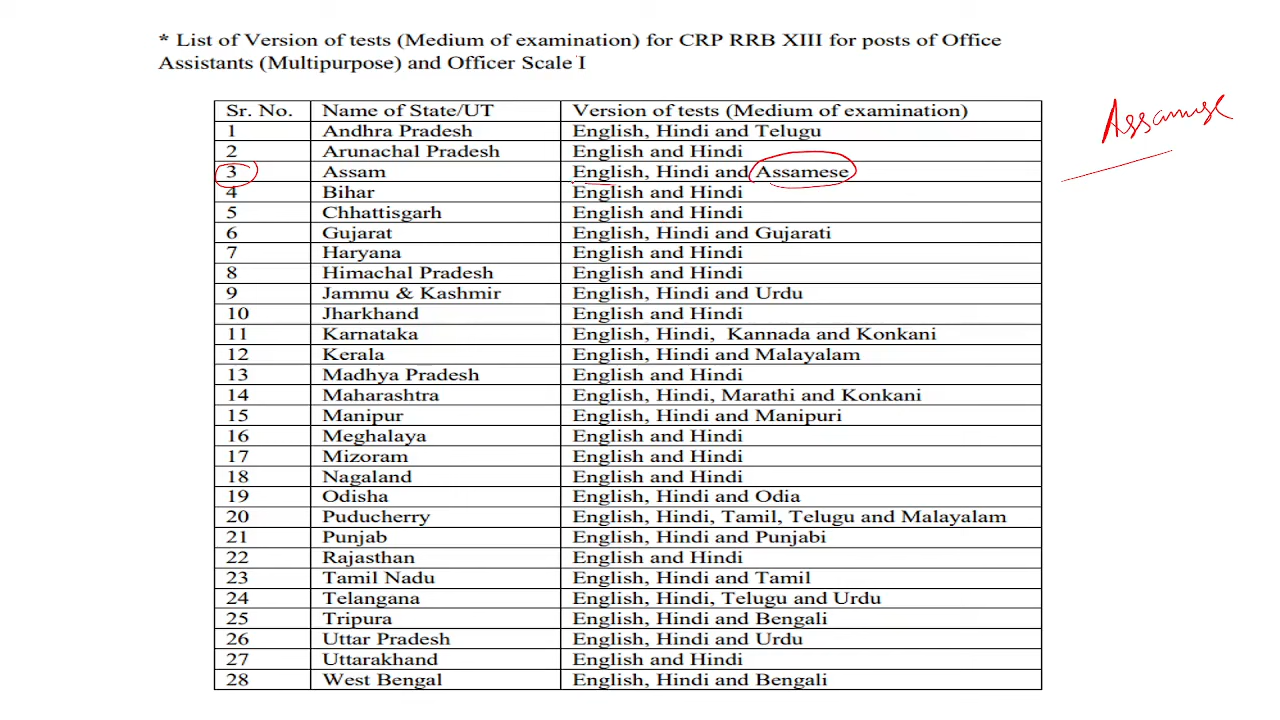 * List of Version of tests (Medium of examination) for CRP RRB XIII for posts of Office
Assistants (Multipurpose) and Officer Scale I
Sr. No. Name of State/UT Version of tests (Medium of examination)
1 Andhra Pradesh English, Hindi and Telugu
2 Arunachal Pradesh English and Hindi
3 Assam English, Hindi and Assamese
4 Bihar English and Hindi
5 Chhattisgarh English and Hindi
6 Gujarat English, Hindi and Gujarati
7 Haryana English and Hindi
8 Himachal Pradesh English and Hindi
9 Jammu & Kashmir English, Hindi and Urdu
10 Jharkhand English and Hindi
11 Karnataka English, Hindi, Kannada and Konkani
12 Kerala English, Hindi and Malayalam
13 Madhya Pradesh English and Hindi
14 Maharashtra English, Hindi, Marathi and Konkani
15 Manipur English, Hindi and Manipuri
16 Meghalaya English and Hindi
17 Mizoram English and Hindi
18 Nagaland English and Hindi
19 Odisha English, Hindi and Odia
20 Puducherry English, Hindi, Tamil, Telugu and Malayalam
21 Punjab English, Hindi and Punjabi
22 Rajasthan English and Hindi
23 Tamil Nadu English, Hindi and Tamil
24 Telangana English, Hindi, Telugu and Urdu
25 Tripura English, Hindi and Bengali
26 Uttar Pradesh English, Hindi and Urdu
27 Uttarakhand English and Hindi
28 West Bengal English, Hindi and Bengali
Assamese